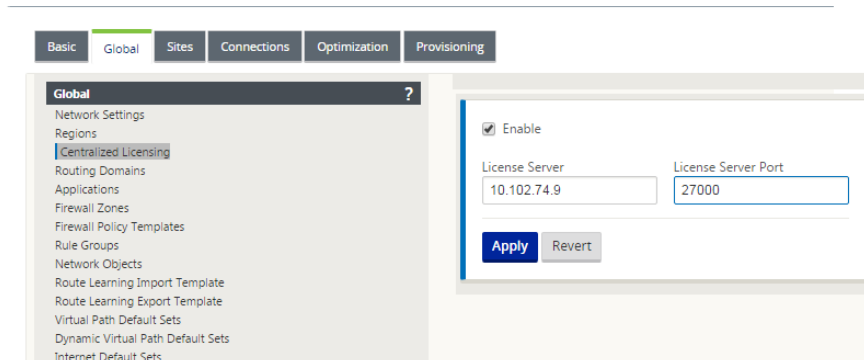 Basic Global Sites Connections Optimization Provisioning
Global ?
Network Settings
Regions
Centralized Licensing
Routing Domains
Applications
Firewall Zones
Firewall Policy Templates
Rule Groups
Network Objects
Route Learning Import Template
Route Learning Export Template
Virtual Path Default Sets
Dynamic Virtual Path Default Sets
Internet Default Sets
Enable
License Server License Server Port
10.102.74.9 27000
Apply Revert